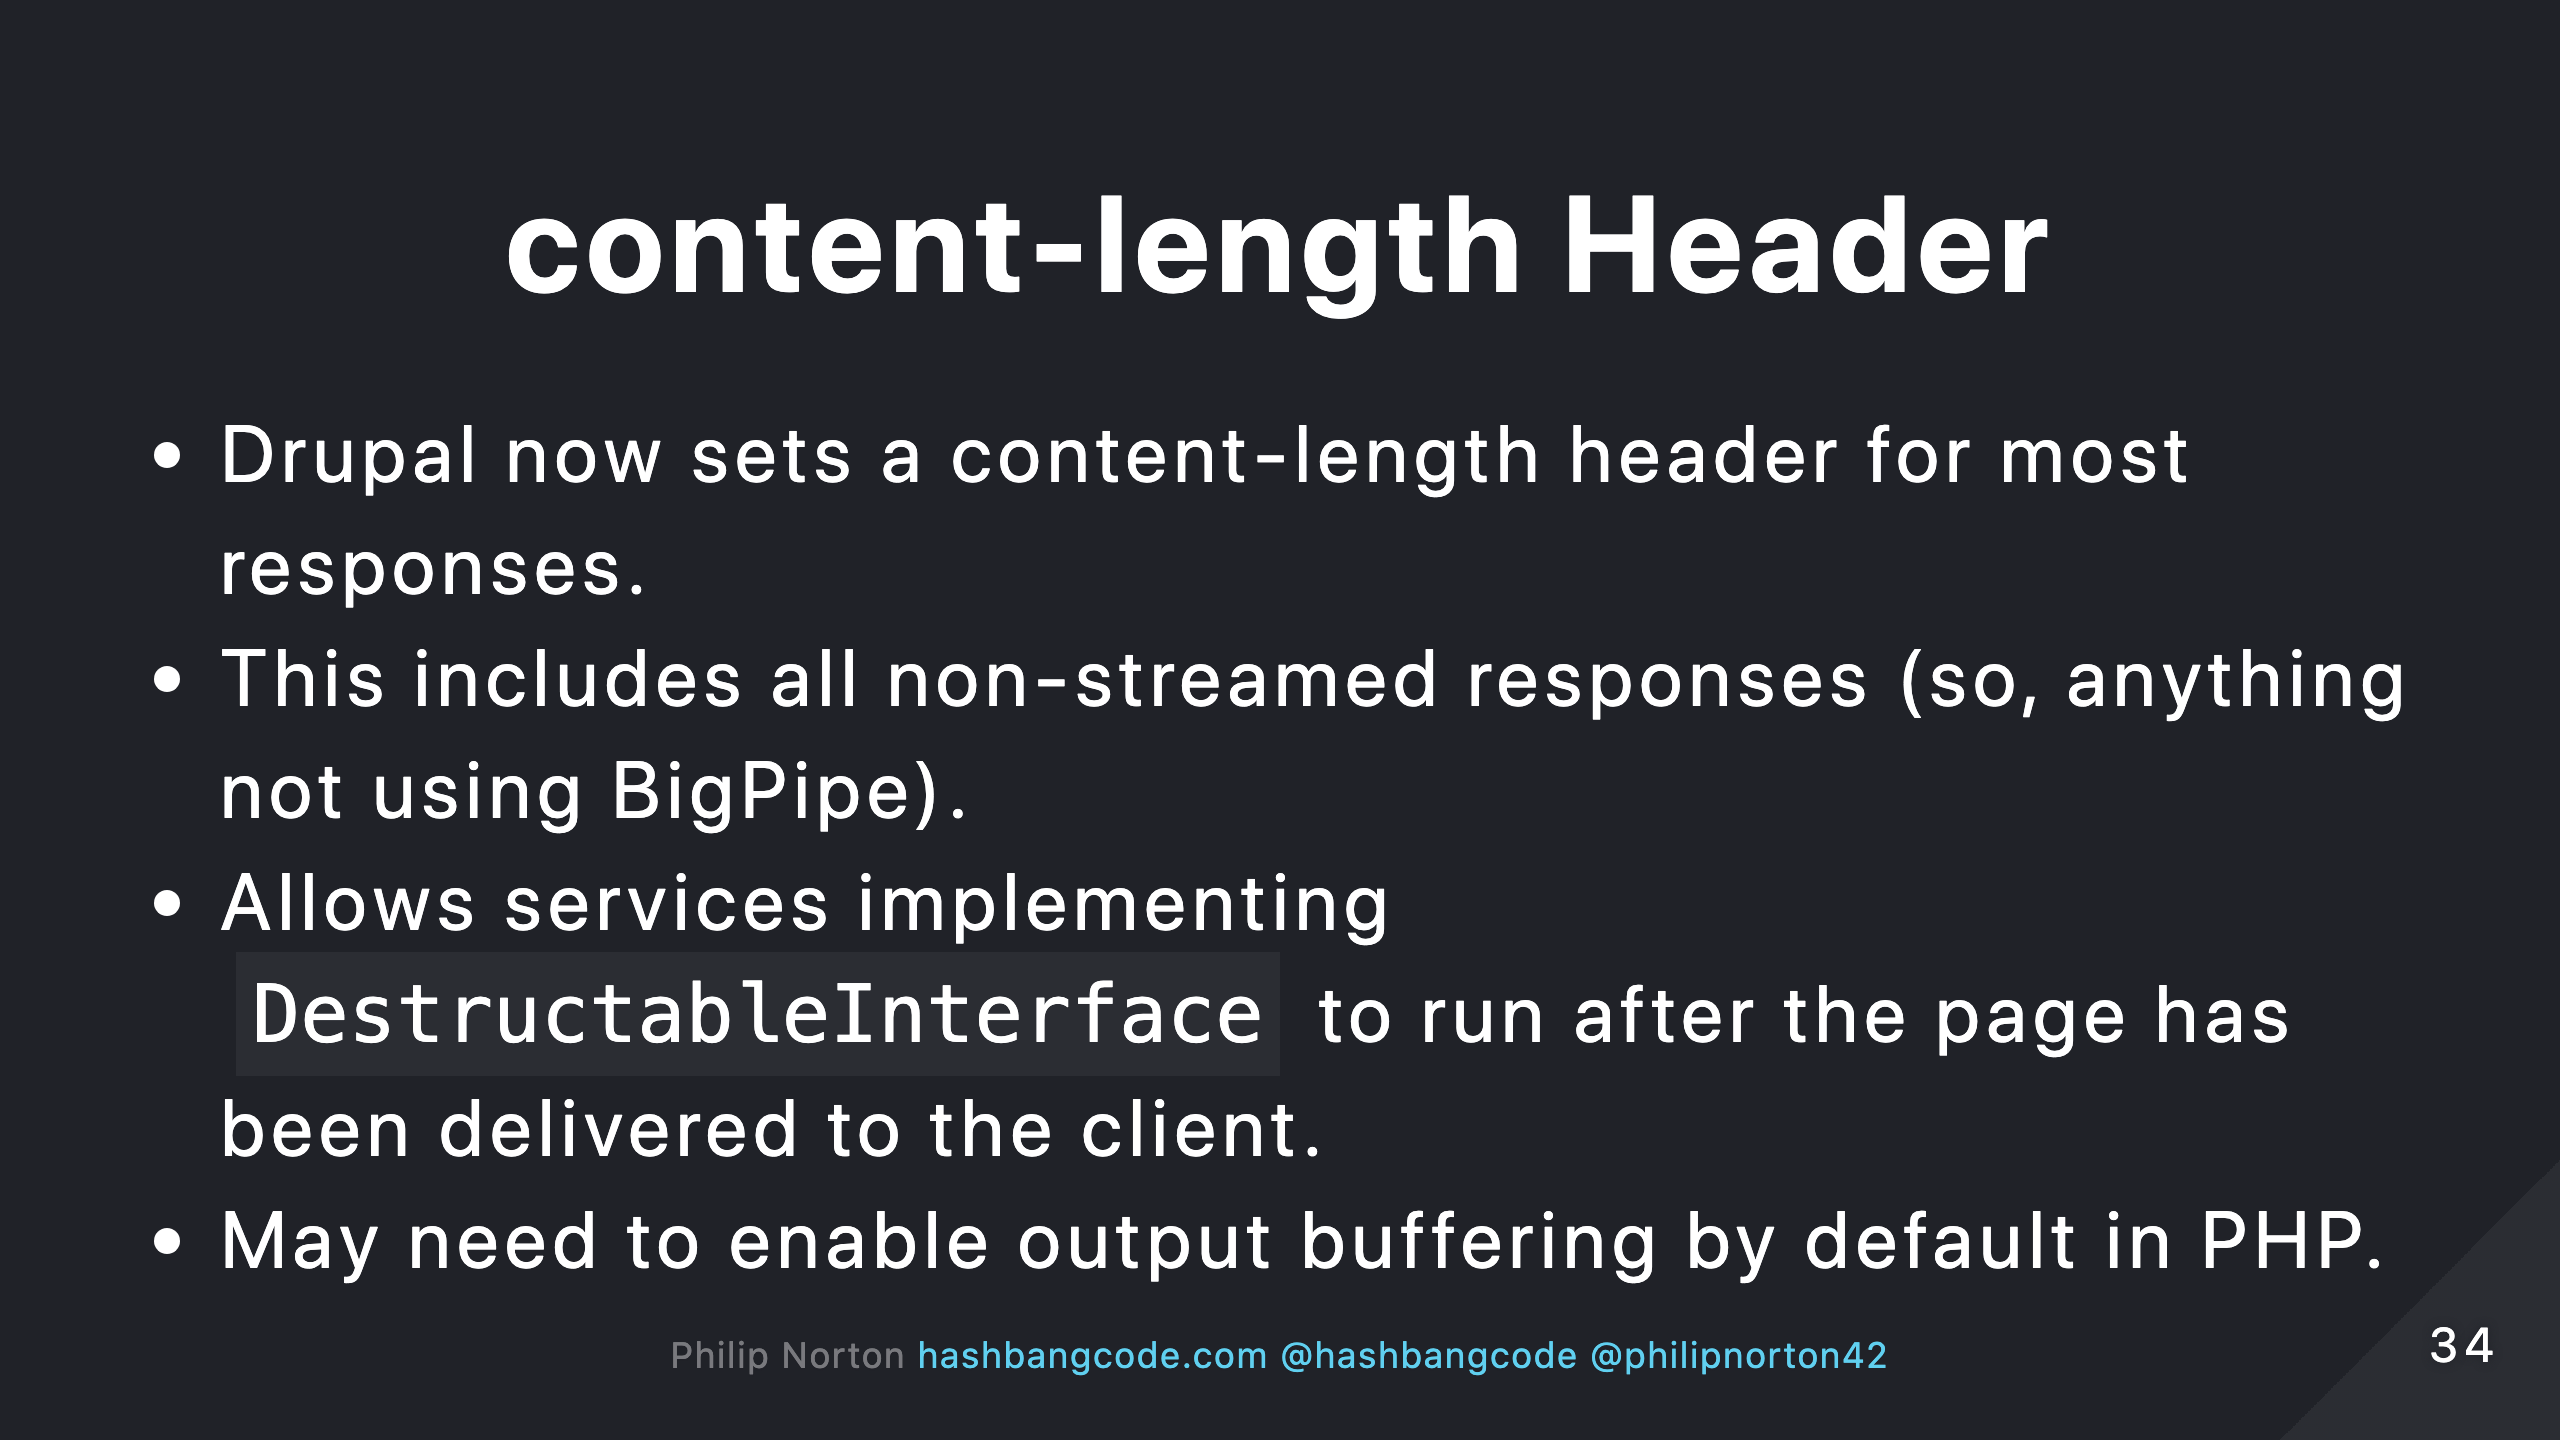 content-length Header
• Drupal now sets a content-length header for most
responses.
• This includes all non-streamed responses (so, anything
not using BigPipe).
• Allows services implementing
DestructableInterface to run after the page has
been delivered to the client.
• May need to enable output buffering by default in PHP.
Philip Norton hashbangcode.com @hashbangcode @philipnorton42
34